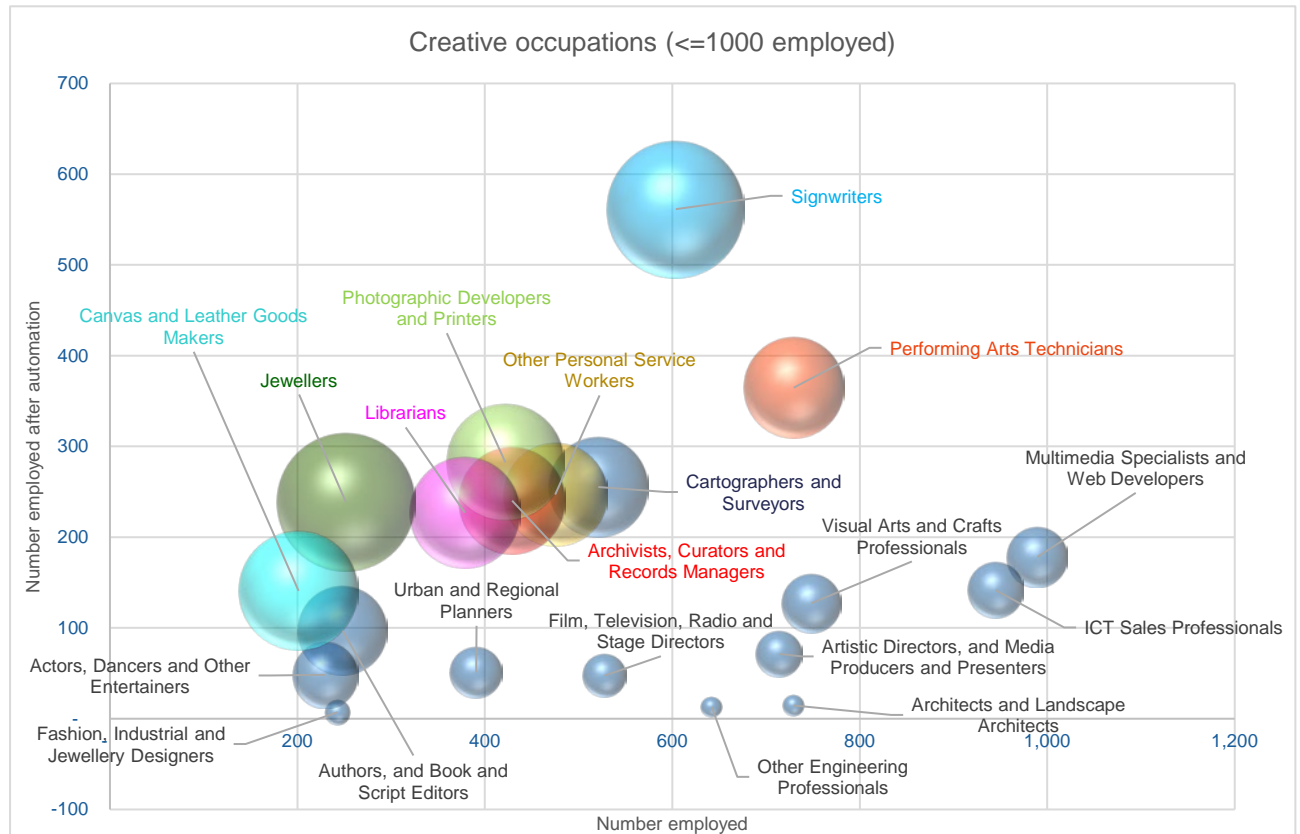 Creative occupations (<=1000 employed)
700
600
500
400
300
200
100
-
-100
Number employed after automation
Signwriters
Photographic Developers
and Printers
Canvas and Leather Goods
Makers
Performing Arts Technicians
Other Personal Service
Workers
Jewellers
Librarians
Multimedia Specialists and
Web Developers
Cartographers and
Surveyors
Visual Arts and Crafts
Professionals
Archivists, Curators and
Records Managers
Urban and Regional
Planners
Film, Television, Radio and
Stage Directors
ICT Sales Professionals
Actors, Dancers and Other
Entertainers
Artistic Directors, and Media
Producers and Presenters
Architects and Landscape
Architects
Fashion, Industrial and
Jewellery Designers
Authors, and Book and
Script Editors
Other Engineering
Professionals
-
200
400
600
800
1,000
1,200
Number employed